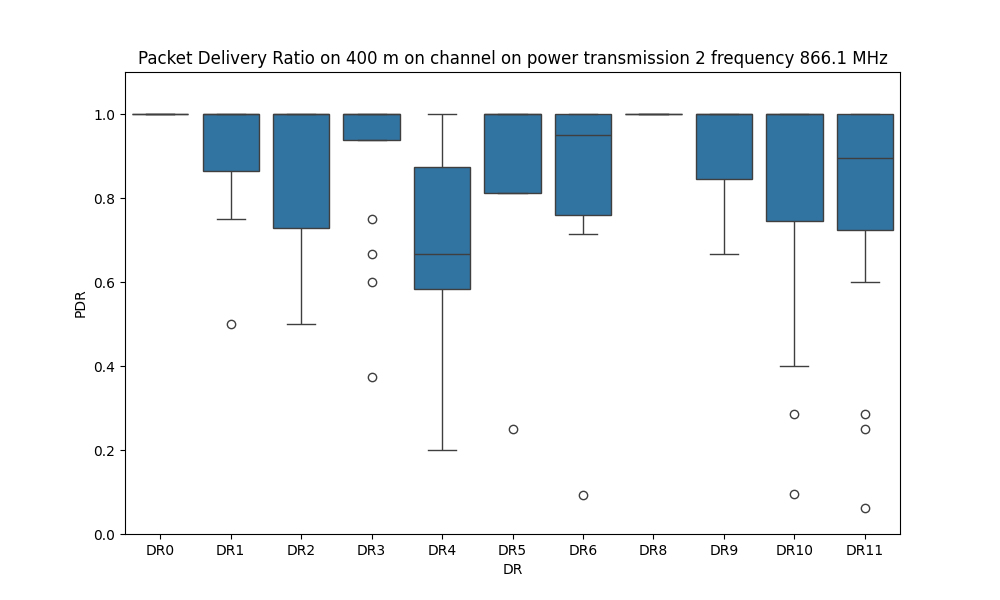 Packet Delivery Ratio on 400 m on channel on power transmission 2 frequency 866.1 MHz
1.0
0.8
0.6
0.4
0.2
0.0
PDR
DR0 DR1 DR2 DR3 DR4 DR5 DR6 DR8 DR9 DR10 DR11
DR